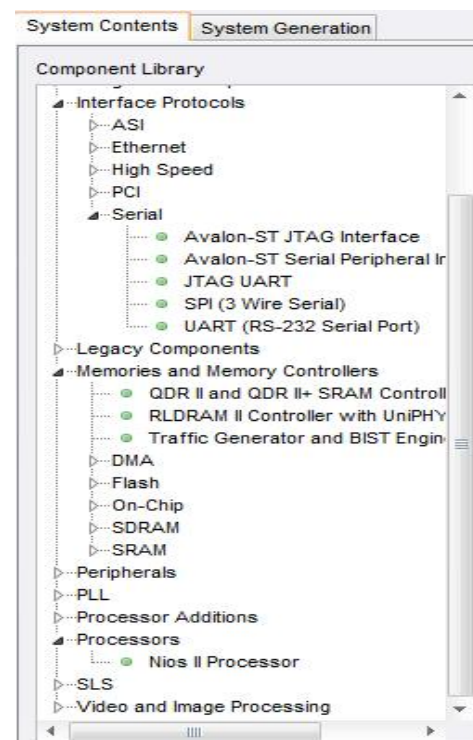 System Contents System Generation
Component Library
Interface Protocols
ASI
Ethernet
High Speed
PCI
Serial
Avalon-ST JTAG Interface
Avalon-ST Serial Peripheral Ir
JTAG UART
SPI (3 Wire Serial)
UART (RS-232 Serial Port)
Legacy Components
Memories and Memory Controllers
QDR II and QDR II+ SRAM Controll
RLDRAM II Controller with UniPHY
Traffic Generator and BIST Engin
DMA
Flash
On-Chip
SDRAM
SRAM
Peripherals
PLL
Processor Additions
Processors
Nios II Processor
SLS
Video and Image Processing